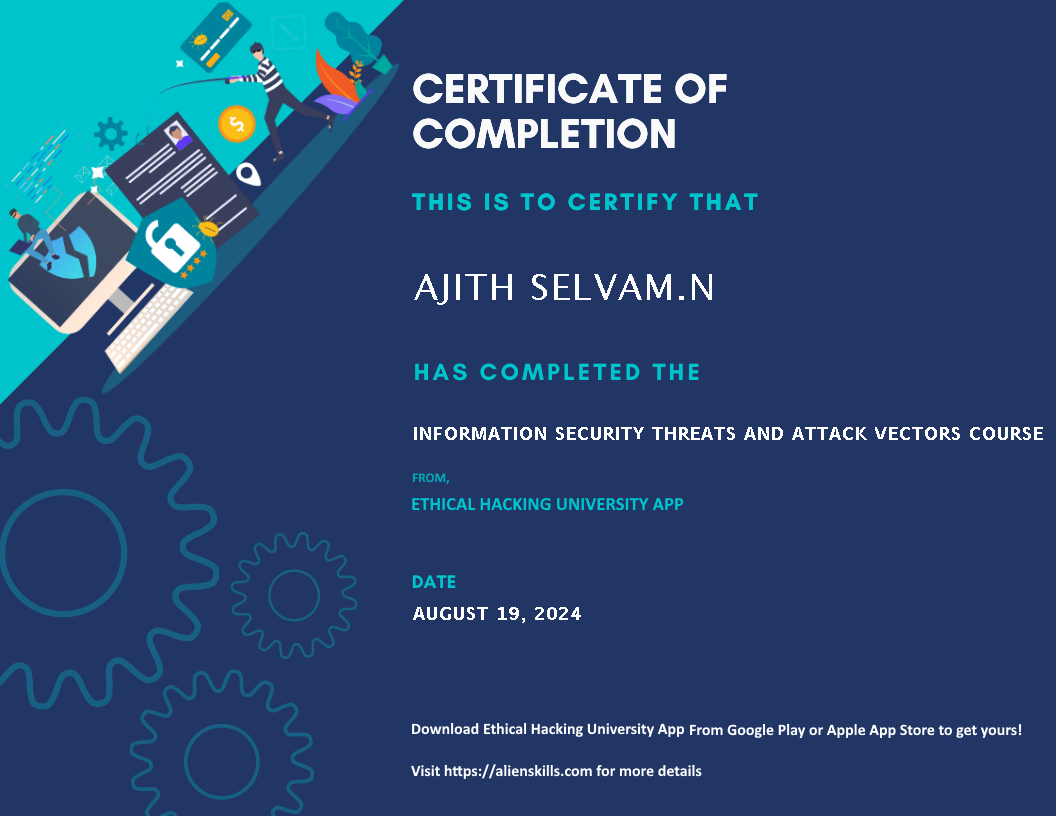 CERTIFICATE OF
COMPLETION
THIS IS TO CERTIFY THAT
AJITH SELVAM.N
HAS COMPLETED THE
INFORMATION SECURITY THREATS AND ATTACK VECTORS COURSE
FROM,
ETHICAL HACKING UNIVERSITY APP
DATE
AUGUST 19, 2024
Download Ethical Hacking University App From Google Play or Apple App Store to get yours!
Visit https://alienskills.com for more details